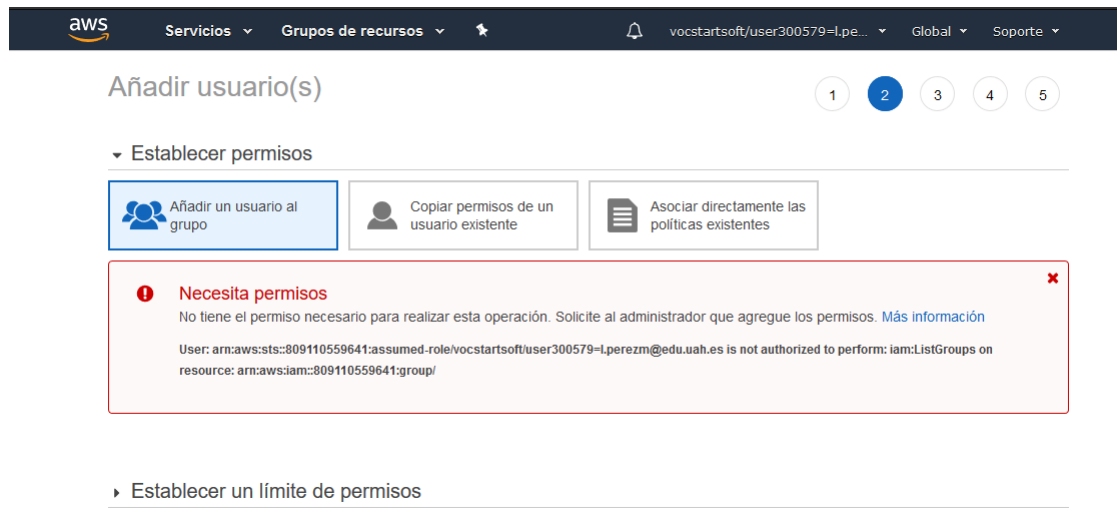 aws Servicios Grupos de recursos vocstartsoft/user300579=l.pe... Global Soporte
Añadir usuario(s) 1 2 3 4 5
Establecer permisos
Añadir un usuario al
grupo
Copiar permisos de un
usuario existente
Asociar directamente las
políticas existentes
Necesita permisos
No tiene el permiso necesario para realizar esta operación. Solicite al administrador que agregue los permisos. Más información
User: arn:aws:sts::809110559641:assumed-role/vocstartsoft/user300579=l.perezm@edu.uah.es is not authorized to perform: iam:ListGroups on
resource: arn:aws:iam::809110559641:group/
Establecer un límite de permisos